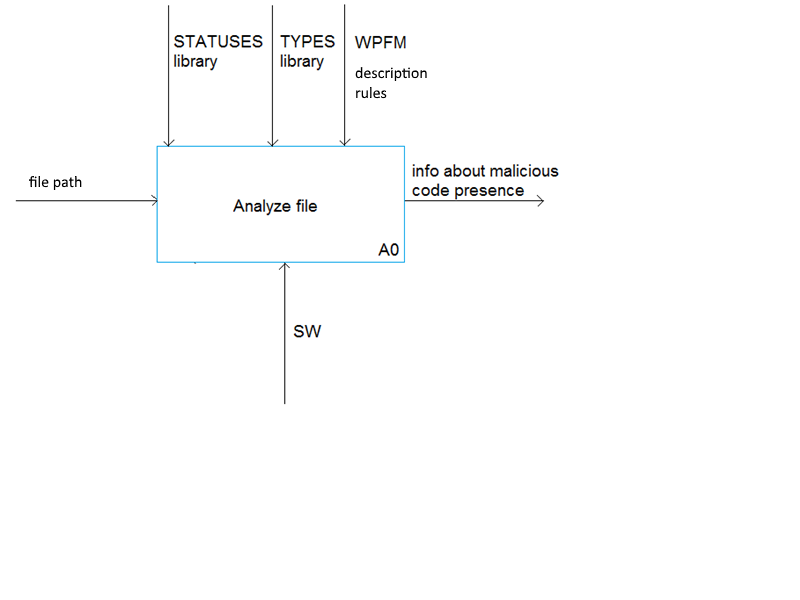 STATUSES
library
TYPES
library
WPFM
description
rules
file path
info about malicious
code presence
Analyze file
A0
SW